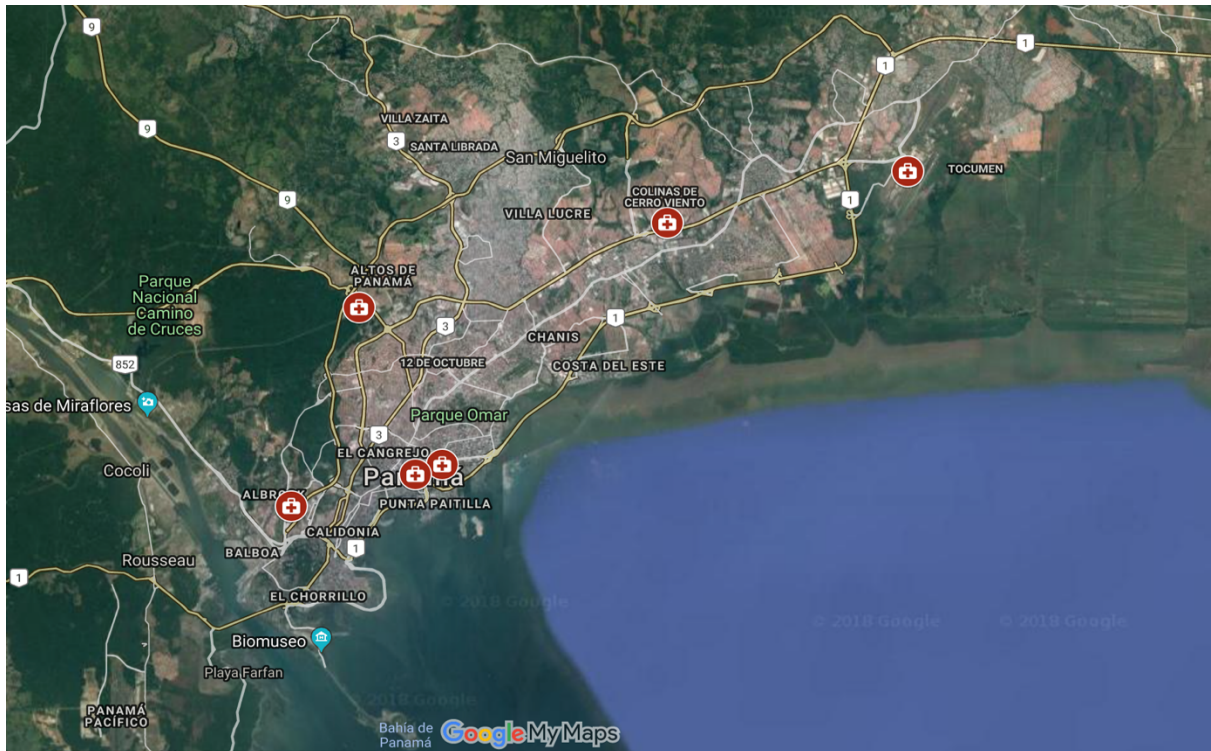 9
1
1
9
VILLA ZAITA
3
SANTA LIBRADA
San Miguelito
TOCUMEN
COLINAS DE
CERRO VIENTO
9
1
VILLA LUCRE
ALTOS DE
PANAMÁ
Parque
Nacional
Camino
de Cruces
1
3
CHANIS
852
12 DE OCTUBRE
COSTA DEL ESTE
sas de Miraflores
Parque Omar
3
EL CANGREJO
Cocoli
Panamá
PUNTA PAITILLA
CALIDONIA
BALBOA
1
Rousseau
1
EL CHORRILLO
© 2018 Google
© 2018 Google
© 2018 Google
Biomuseo
Playa Farfan
© 2018 Google
PANAMÁ
PACÍFICO
Bahía de
Panamá
Google My Maps